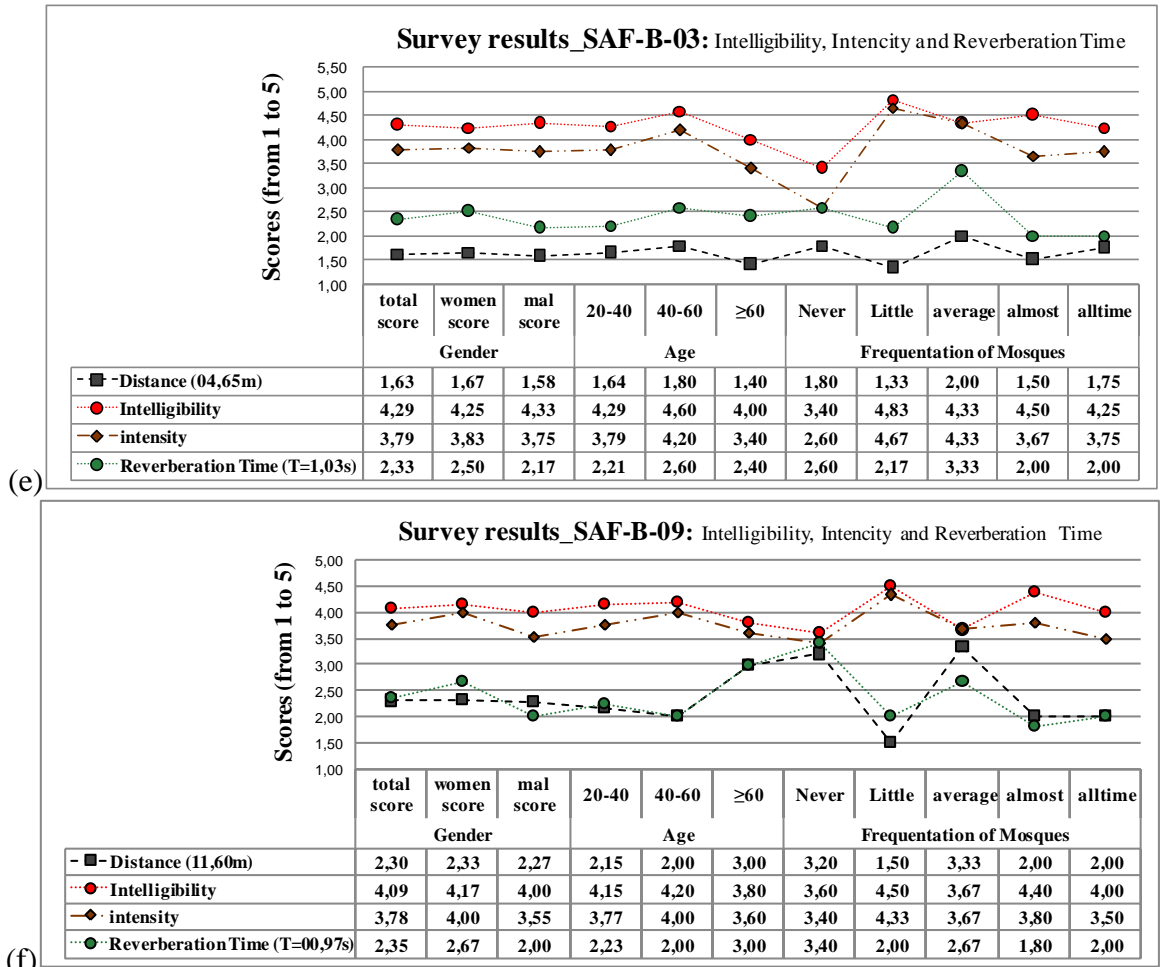 Survey results_SAF-B-03: Intelligibility, Intencity and Reverberation Time
Scores (from 1 to 5)
5,50
5,00
4,50
4,00
3,50
3,00
2,50
2,00
1,50
1,00
total score women score mal score 20-40 40-60 ≥60 Never Little average almost alltime
Gender Age Frequentation of Mosques
Distance (04,65m) 1,63 1,67 1,58 1,64 1,80 1,40 1,80 1,33 2,00 1,50 1,75
Intelligibility 4,29 4,25 4,33 4,29 4,60 4,00 3,40 4,83 4,33 4,50 4,25
intensity 3,79 3,83 3,75 3,79 4,20 3,40 2,60 4,67 4,33 3,67 3,75
Reverberation Time (T=1,03s) 2,33 2,50 2,17 2,21 2,60 2,40 2,60 2,17 3,33 2,00 2,00
(e)
Survey results_SAF-B-09: Intelligibility, Intencity and Reverberation Time
Scores (from 1 to 5)
5,00
4,50
4,00
3,50
3,00
2,50
2,00
1,50
1,00
total score women score mal score 20-40 40-60 ≥60 Never Little average almost alltime
Gender Age Frequentation of Mosques
Distance (11,60m) 2,30 2,33 2,27 2,15 2,00 3,00 3,20 1,50 3,33 2,00 2,00
Intelligibility 4,09 4,17 4,00 4,15 4,20 3,80 3,60 4,50 3,67 4,40 4,00
intensity 3,78 4,00 3,55 3,77 4,00 3,60 3,40 4,33 3,67 3,80 3,50
Reverberation Time (T=00,97s) 2,35 2,67 2,00 2,23 2,00 3,00 3,40 2,00 2,67 1,80 2,00
(f)